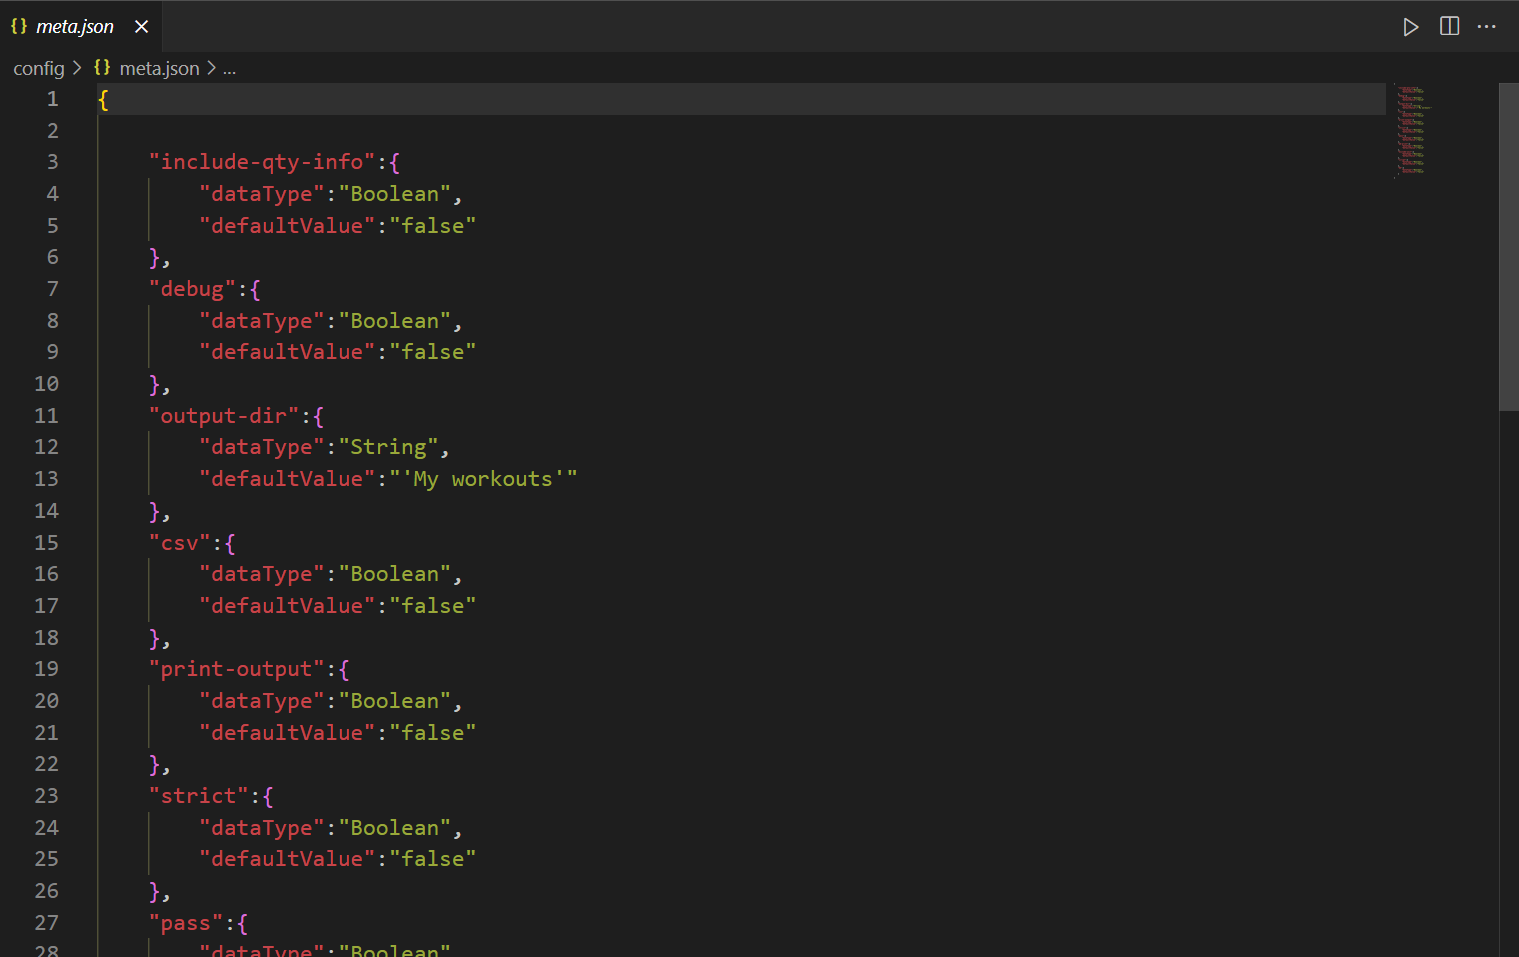 {} meta.json ×
config > {} meta.json > ...
1 {
2
3 "include-qty-info":{
4 "dataType":"Boolean",
5 "defaultValue":"false"
6 },
7 "debug":{
8 "dataType":"Boolean",
9 "defaultValue":"false"
10 },
11 "output-dir":{
12 "dataType":"String",
13 "defaultValue":"'My workouts'"
14 },
15 "csv":{
16 "dataType":"Boolean",
17 "defaultValue":"false"
18 },
19 "print-output":{
20 "dataType":"Boolean",
21 "defaultValue":"false"
22 },
23 "strict":{
24 "dataType":"Boolean",
25 "defaultValue":"false"
26 },
27 "pass":{
28 "dataType":"Boolean"